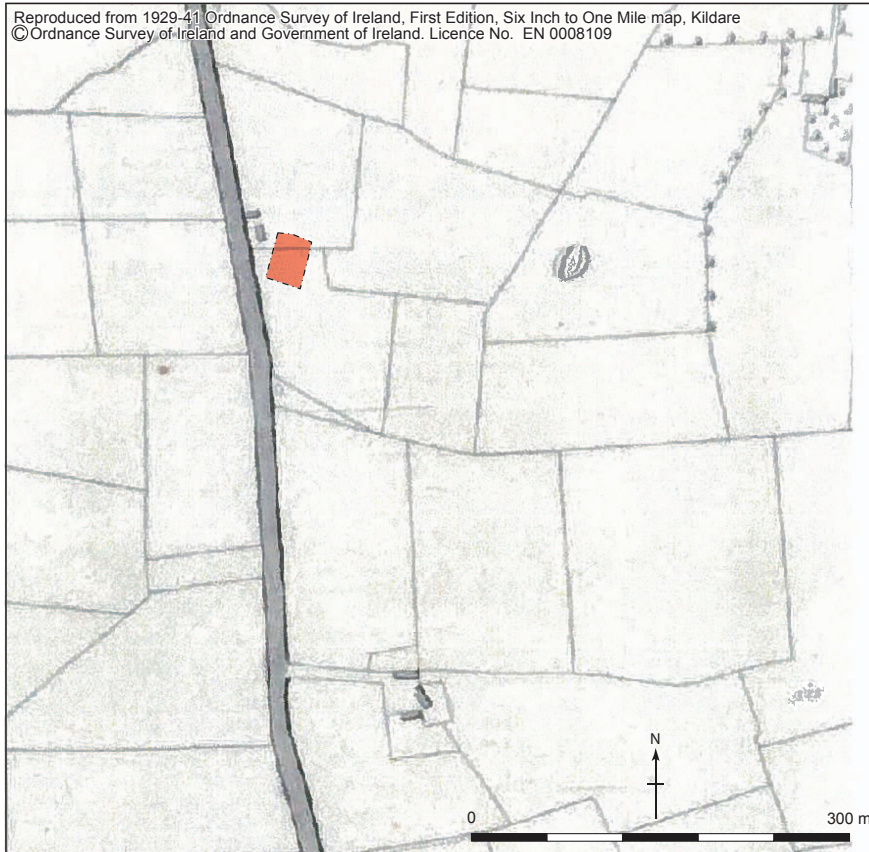 Reproduced from 1929-41 Ordnance Survey of Ireland, First Edition, Six Inch to One Mile map, Kildare
©Ordnance Survey of Ireland and Government of Ireland. Licence No. EN 0008109
N
0 300 m